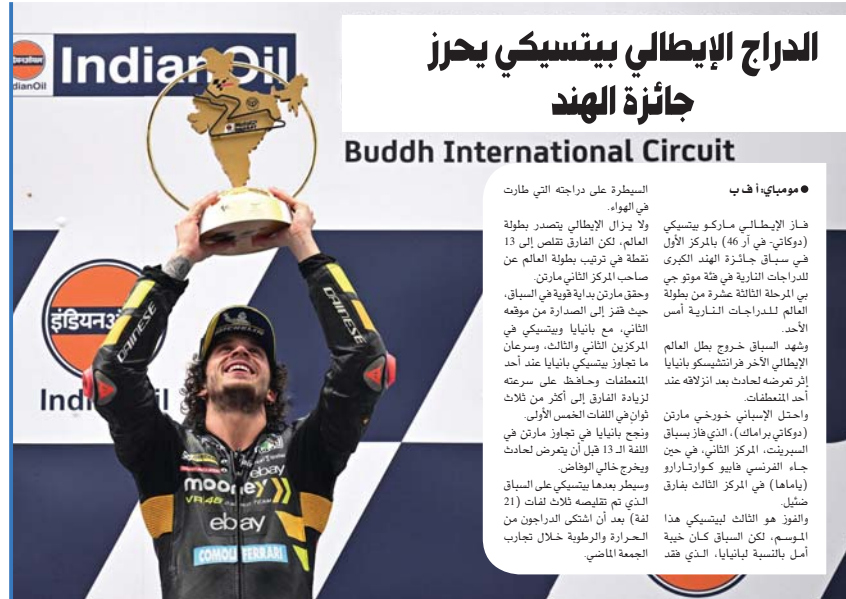 इंडियनऑयल
IndianOil
IndianOil
الدراج الإيطالي بيتسيكي يحرز
جائزة الهند
Buddh International Circuit
● مومباي: أ ف ب
فاز الإيطالي ماركو بيتسيكي
(دوكاتي- في آر 46) بالمركز الأول
في سباق جائزة الهند الكبرى
للدراجات النارية في فئة موتو جي
بي المرحلة الثالثة عشرة من بطولة
العالم للدراجات النارية أمس
الأحد.
وشهد السباق خروج بطل العالم
الإيطالي الآخر فرانتشيسكو بانيايا
إثر تعرضه لحادث بعد انزلاقه عند
أحد المنعطفات.
واحتل الإسباني خورخي مارتن
(دوكاتي براماك)، الذي فاز بسباق
السبرينت، المركز الثاني، في حين
جاء الفرنسي فابيو كوارتارارو
(ياماها) في المركز الثالث بفارق
ضئيل.
والفوز هو الثالث لبيتسيكي هذا
الموسم، لكن السباق كان خيبة
أمل بالنسبة لبانيايا، الذي فقد
السيطرة على دراجته التي طارت
في الهواء.
ولا يزال الإيطالي يتصدر بطولة
العالم، لكن الفارق تقلص إلى 13
نقطة في ترتيب بطولة العالم عن
صاحب المركز الثاني مارتن.
وحقق مارتن بداية قوية في السباق،
حيث قفز إلى الصدارة من موقعه
الثاني، مع بانيايا وبيتسيكي في
المركزين الثاني والثالث، وسرعان
ما تجاوز بيتسيكي بانيايا عند أحد
المنعطفات وحافظ على سرعته
لزيادة الفارق إلى أكثر من ثلاث
ثوان في اللفات الخمس الأولى.
ونجح بانيايا في تجاوز مارتن في
اللفة الـ 13 قبل أن يتعرض لحادث
ويخرج خالي الوفاض.
وسيطر بعدها بيتسيكي على السباق
الذي تم تقليصه ثلاث لفات (21
لفة) بعد أن اشتكى الدراجون من
الحرارة والرطوبة خلال تجارب
الجمعة الماضي.
इंडियनऑ
Indi
DAINESE
DAINESE
MICHELIN
ebay
mooney
VR46
ebay
COMOLI FERRARI